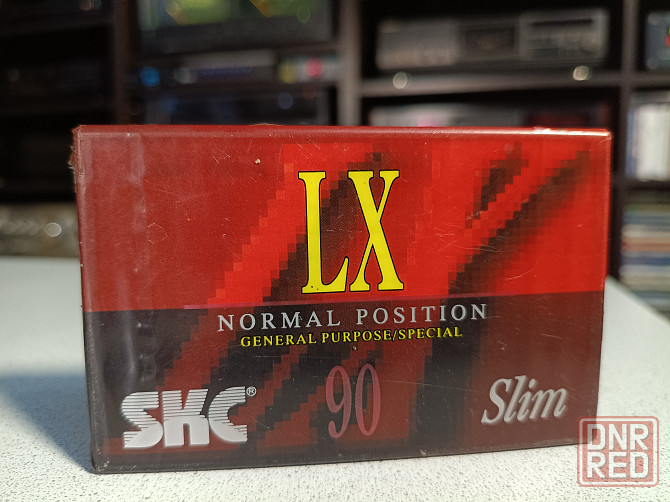 LX
NORMAL POSITION
GENERAL PURPOSE/SPECIAL
SKC®
90
Slim
DNR
RED